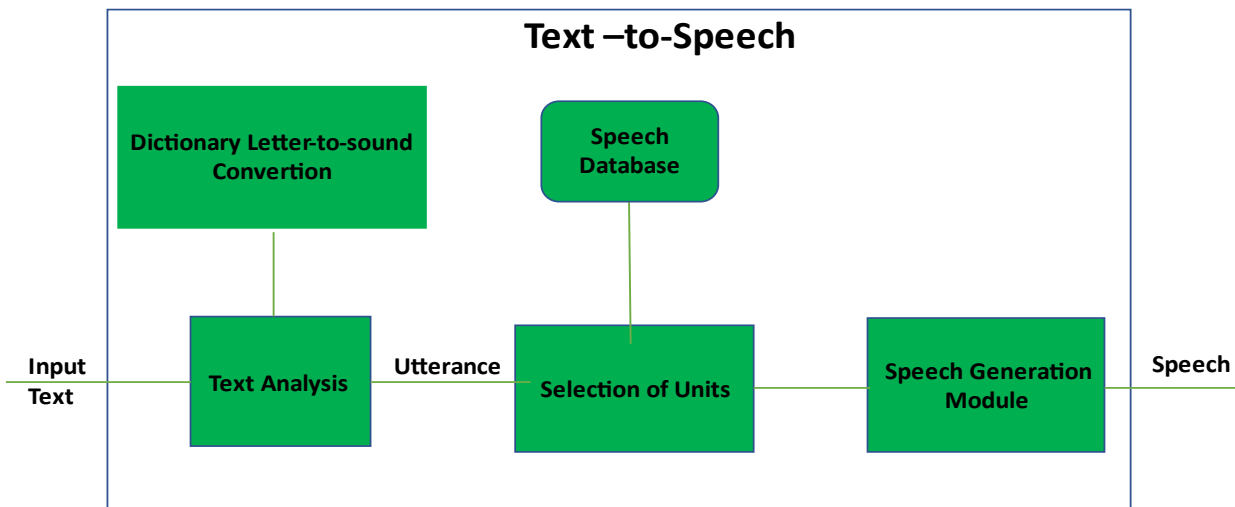 Text –to-Speech
Dictionary Letter-to-sound
Convertion
Speech
Database
Input
Text
Text Analysis
Utterance
Selection of Units
Speech Generation
Module
Speech